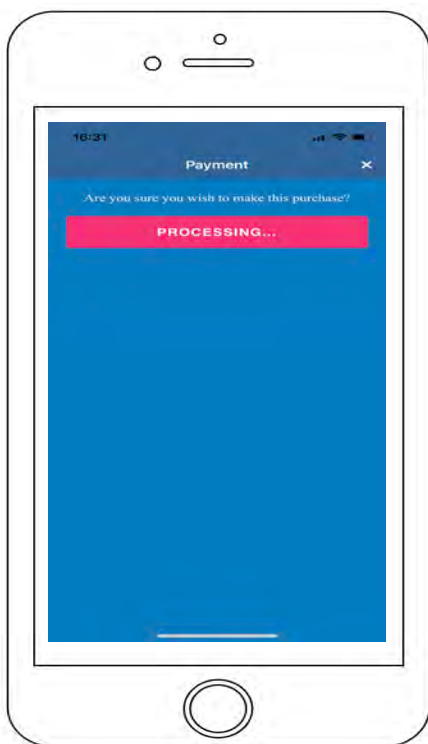 16:31
Payment ×
Are you sure you wish to make this purchase?
PROCESSING...